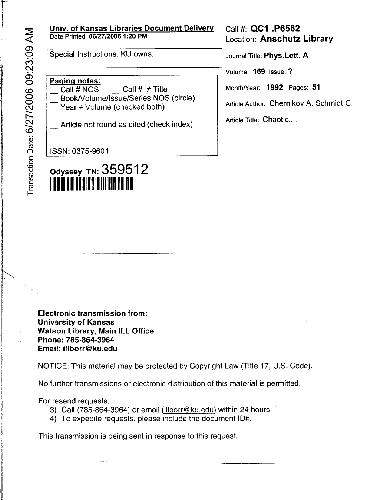 Univ. of Kansas Libraries Document Delivery
Date Printed: 06/27/2006 4:20 PM
Call #: QC1 .P6582
Location: Anschutz Library
Special Instructions: KU owns.
Journal Title: Phys.Lett. A
Volume: 169 Issue: ?
Month/Year: 1992 Pages: 51
Article Author: Chernikov A. Schmidt G.
Article Title: Chaotic...
Paging notes:
__ Call # NOS __ Call # ≠ Title
__ Book/Volume/Issue/Series NOS (circle)
__ Year ≠ Volume (checked both)
__ Article not found as cited (check index)
ISSN: 0375-9601
Odyssey TN: 359512
Transaction Date: 6/27/2006 09:23:09 AM
Electronic transmission from:
University of Kansas
Watson Library, Main ILL Office
Phone: 785-864-3964
Email: illborr@ku.edu
NOTICE: This material may be protected by Copyright Law (Title 17, U.S. Code).
No further transmissions or electronic distribution of this material is permitted.
For resend requests:
3) Call (785-864-3964) or email (illborr@ku.edu) within 24 hours
4) To expedite requests, please include the document ID#.
This transmission is being sent in response to this request.